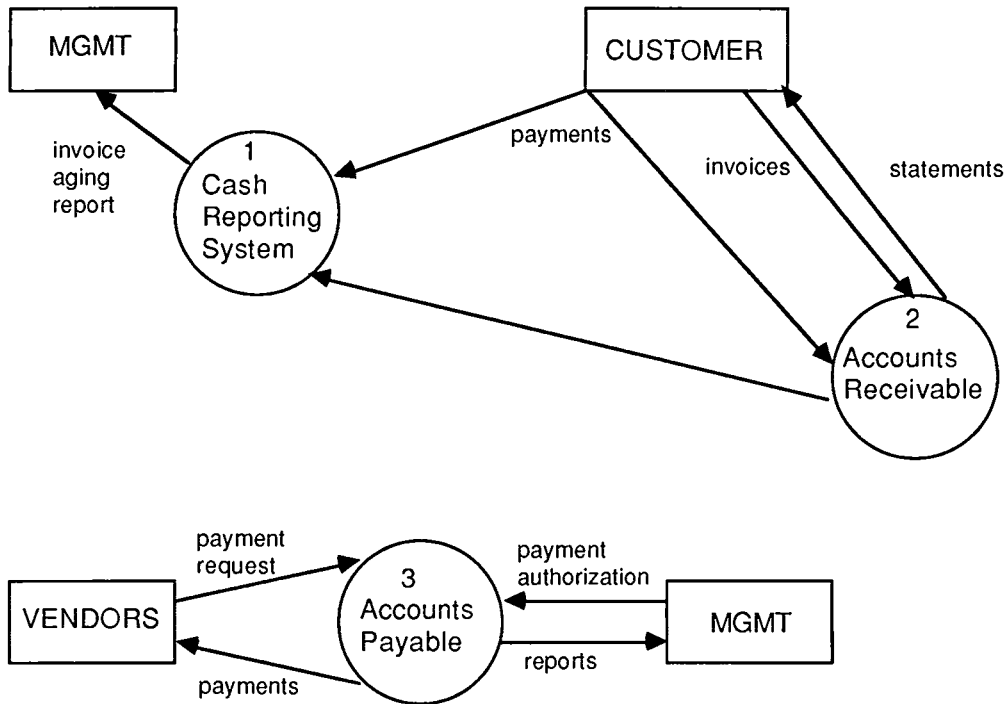 MGMT
CUSTOMER
payments
invoices
statements
invoice
aging
report
1
Cash
Reporting
System
2
Accounts
Receivable
payment
request
payment
authorization
VENDORS
3
Accounts
Payable
MGMT
payments
reports